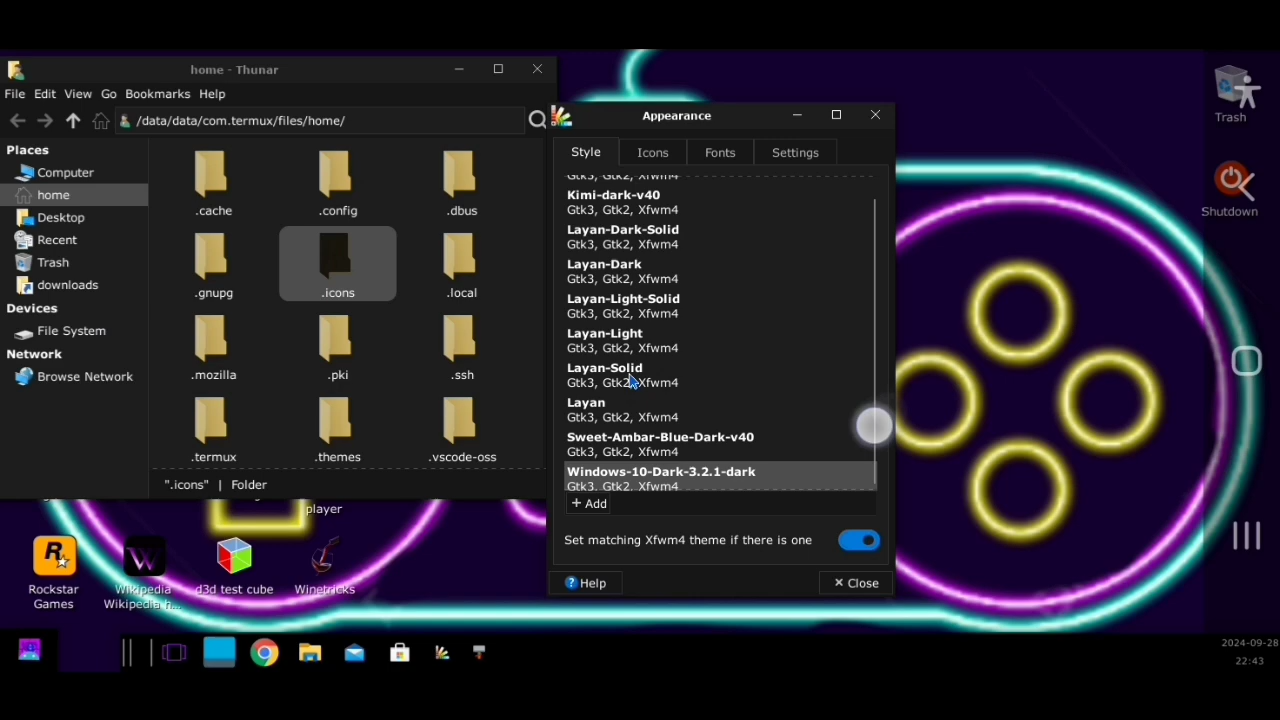 home - Thunar
File Edit View Go Bookmarks Help
/data/data/com.termux/files/home/
Places
Computer
home
Desktop
Recent
Trash
downloads
Devices
File System
Network
Browse Network
.cache
.config
.dbus
.gnupg
.icons
.local
.mozilla
.pki
.ssh
.termux
.themes
.vscode-oss
".icons" | Folder
Appearance
Style
Icons
Fonts
Settings
Gtk3, Gtk2, Xfwm4
Kimi-dark-v40
Gtk3, Gtk2, Xfwm4
Layan-Dark-Solid
Gtk3, Gtk2, Xfwm4
Layan-Dark
Gtk3, Gtk2, Xfwm4
Layan-Light-Solid
Gtk3, Gtk2, Xfwm4
Layan-Light
Gtk3, Gtk2, Xfwm4
Layan-Solid
Gtk3, Gtk2, Xfwm4
Layan
Gtk3, Gtk2, Xfwm4
Sweet-Ambar-Blue-Dark-v40
Gtk3, Gtk2, Xfwm4
Windows-10-Dark-3.2.1-dark
Gtk3, Gtk2, Xfwm4
+ Add
Set matching Xfwm4 theme if there is one
Help
Close
Trash
Shutdown
player
Rockstar
Games
Wikipedia
Wikipedia h...
d3d test cube
Winetricks
2024-09-28
22:43